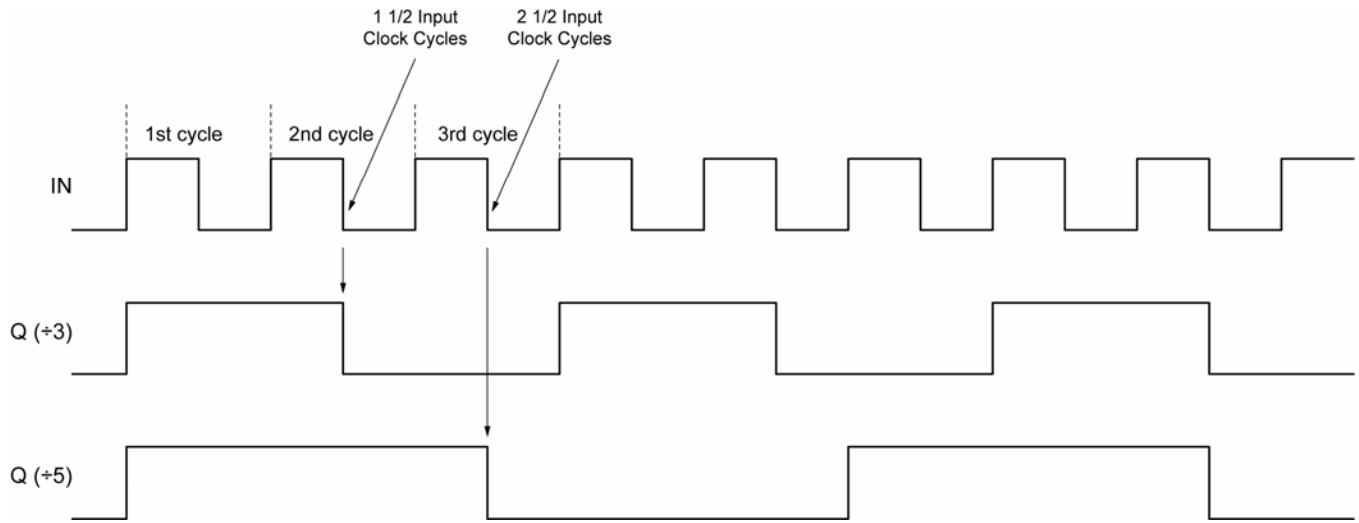 1 1/2 Input
Clock Cycles
2 1/2 Input
Clock Cycles
1st cycle
2nd cycle
3rd cycle
IN
Q (÷3)
Q (÷5)